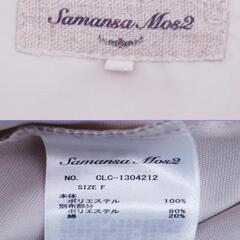 Samansa Mos2
Samansa Mos2
NO. CLC-I304212
SIZE F
本体
ポリエステル 100%
別布部分
ポリエステル 80%
綿 20%